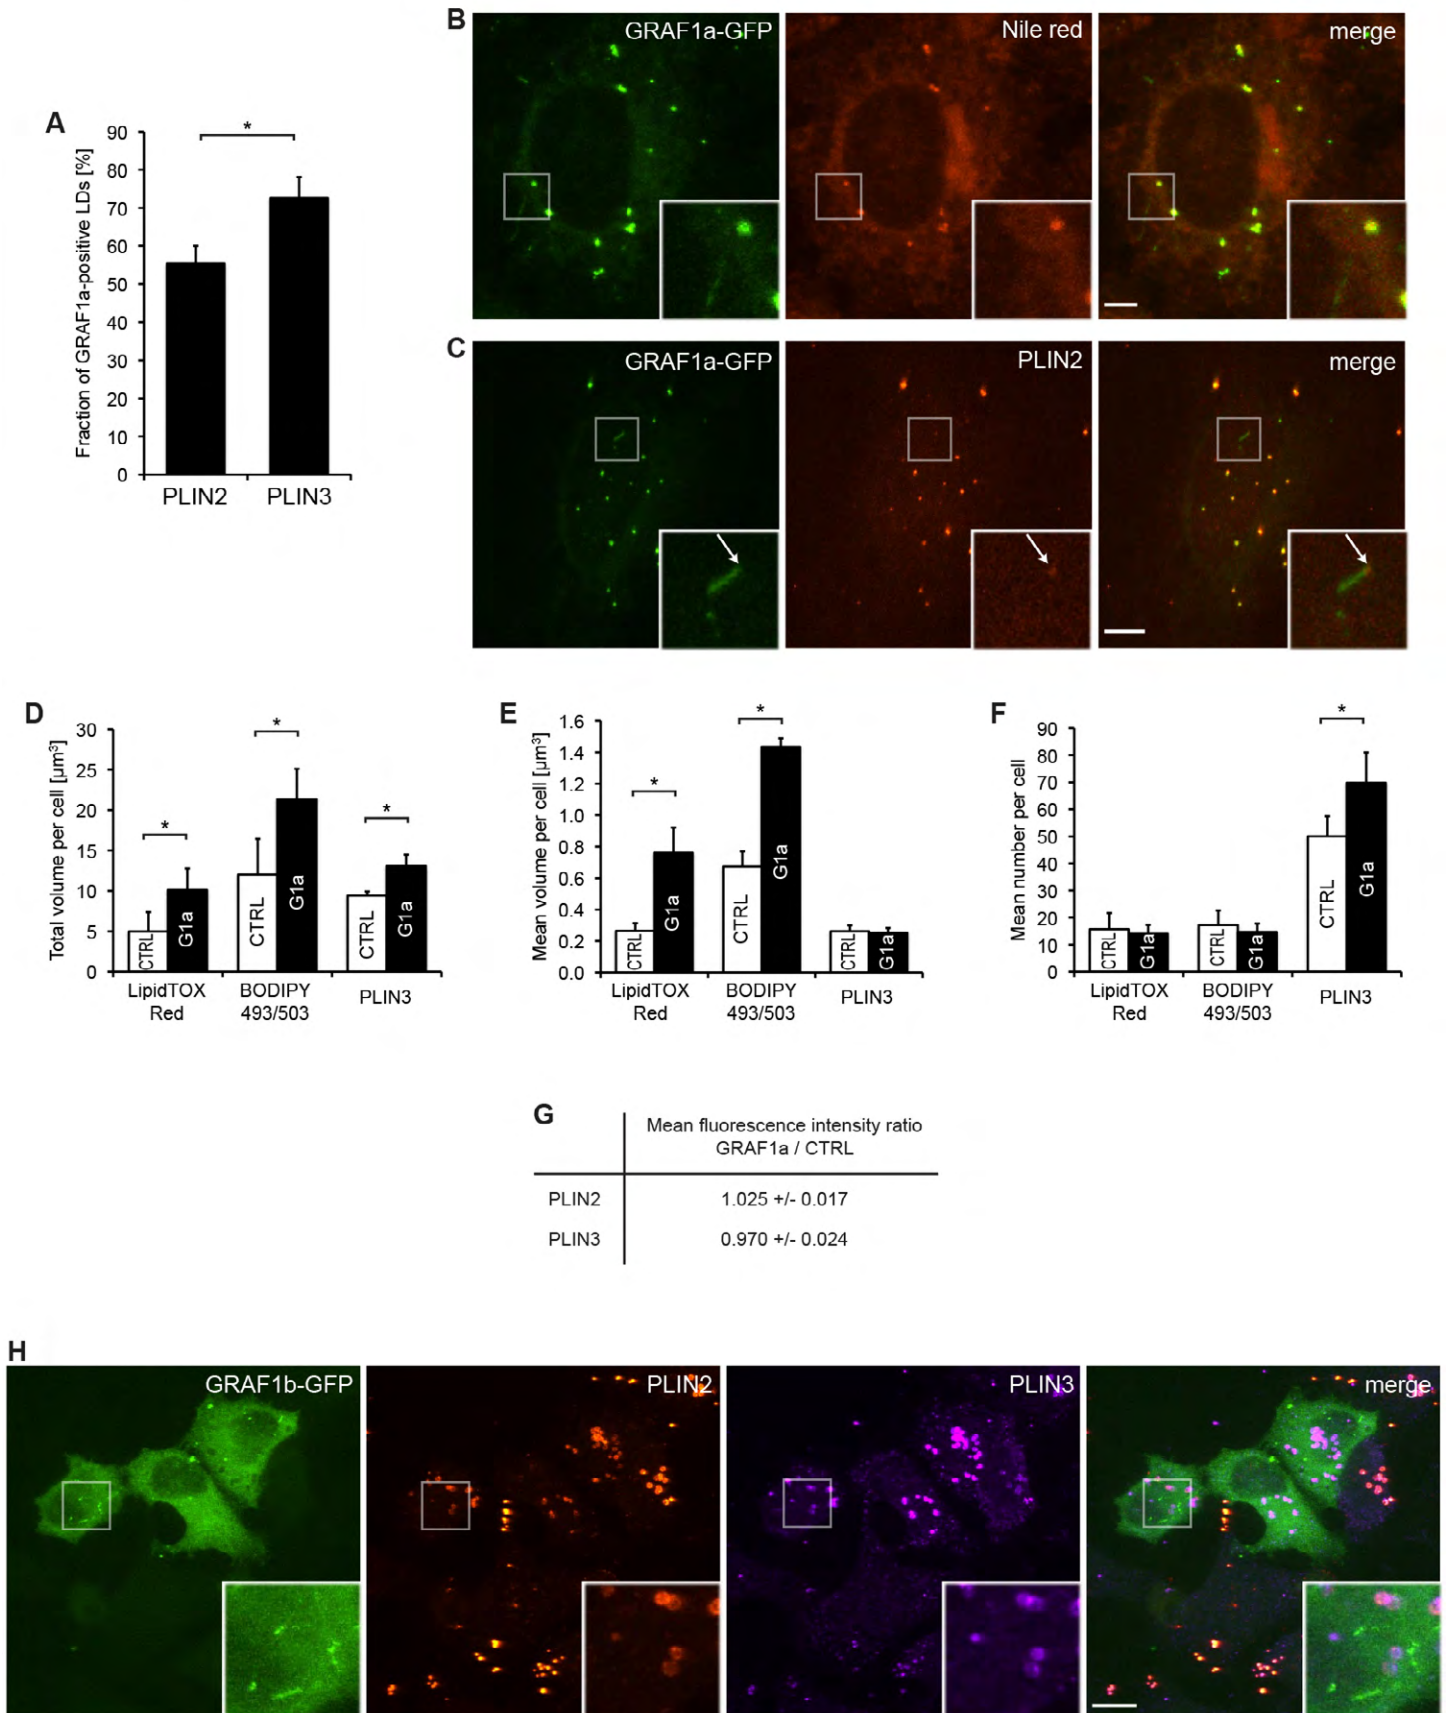 A
Fraction of GRAF1a-positive LDs [%]
90
80
70
60
50
40
30
20
10
0
*
PLIN2
PLIN3
B
GRAF1a-GFP
Nile red
merge
C
GRAF1a-GFP
PLIN2
merge
D
Total volume per cell [µm³]
30
25
20
15
10
5
0
*
*
*
CTRL
G1a
CTRL
G1a
CTRL
G1a
LipidTOX
Red
BODIPY
493/503
PLIN3
E
Mean volume per cell [µm³]
1.6
1.4
1.2
1.0
0.8
0.6
0.4
0.2
0.0
*
*
CTRL
G1a
CTRL
G1a
CTRL
G1a
LipidTOX
Red
BODIPY
493/503
PLIN3
F
Mean number per cell
90
80
70
60
50
40
30
20
10
0
*
CTRL
G1a
CTRL
G1a
CTRL
G1a
LipidTOX
Red
BODIPY
493/503
PLIN3
G
Mean fluorescence intensity ratio
GRAF1a / CTRL
PLIN2 1.025 +/- 0.017
PLIN3 0.970 +/- 0.024
H
GRAF1b-GFP
PLIN2
PLIN3
merge